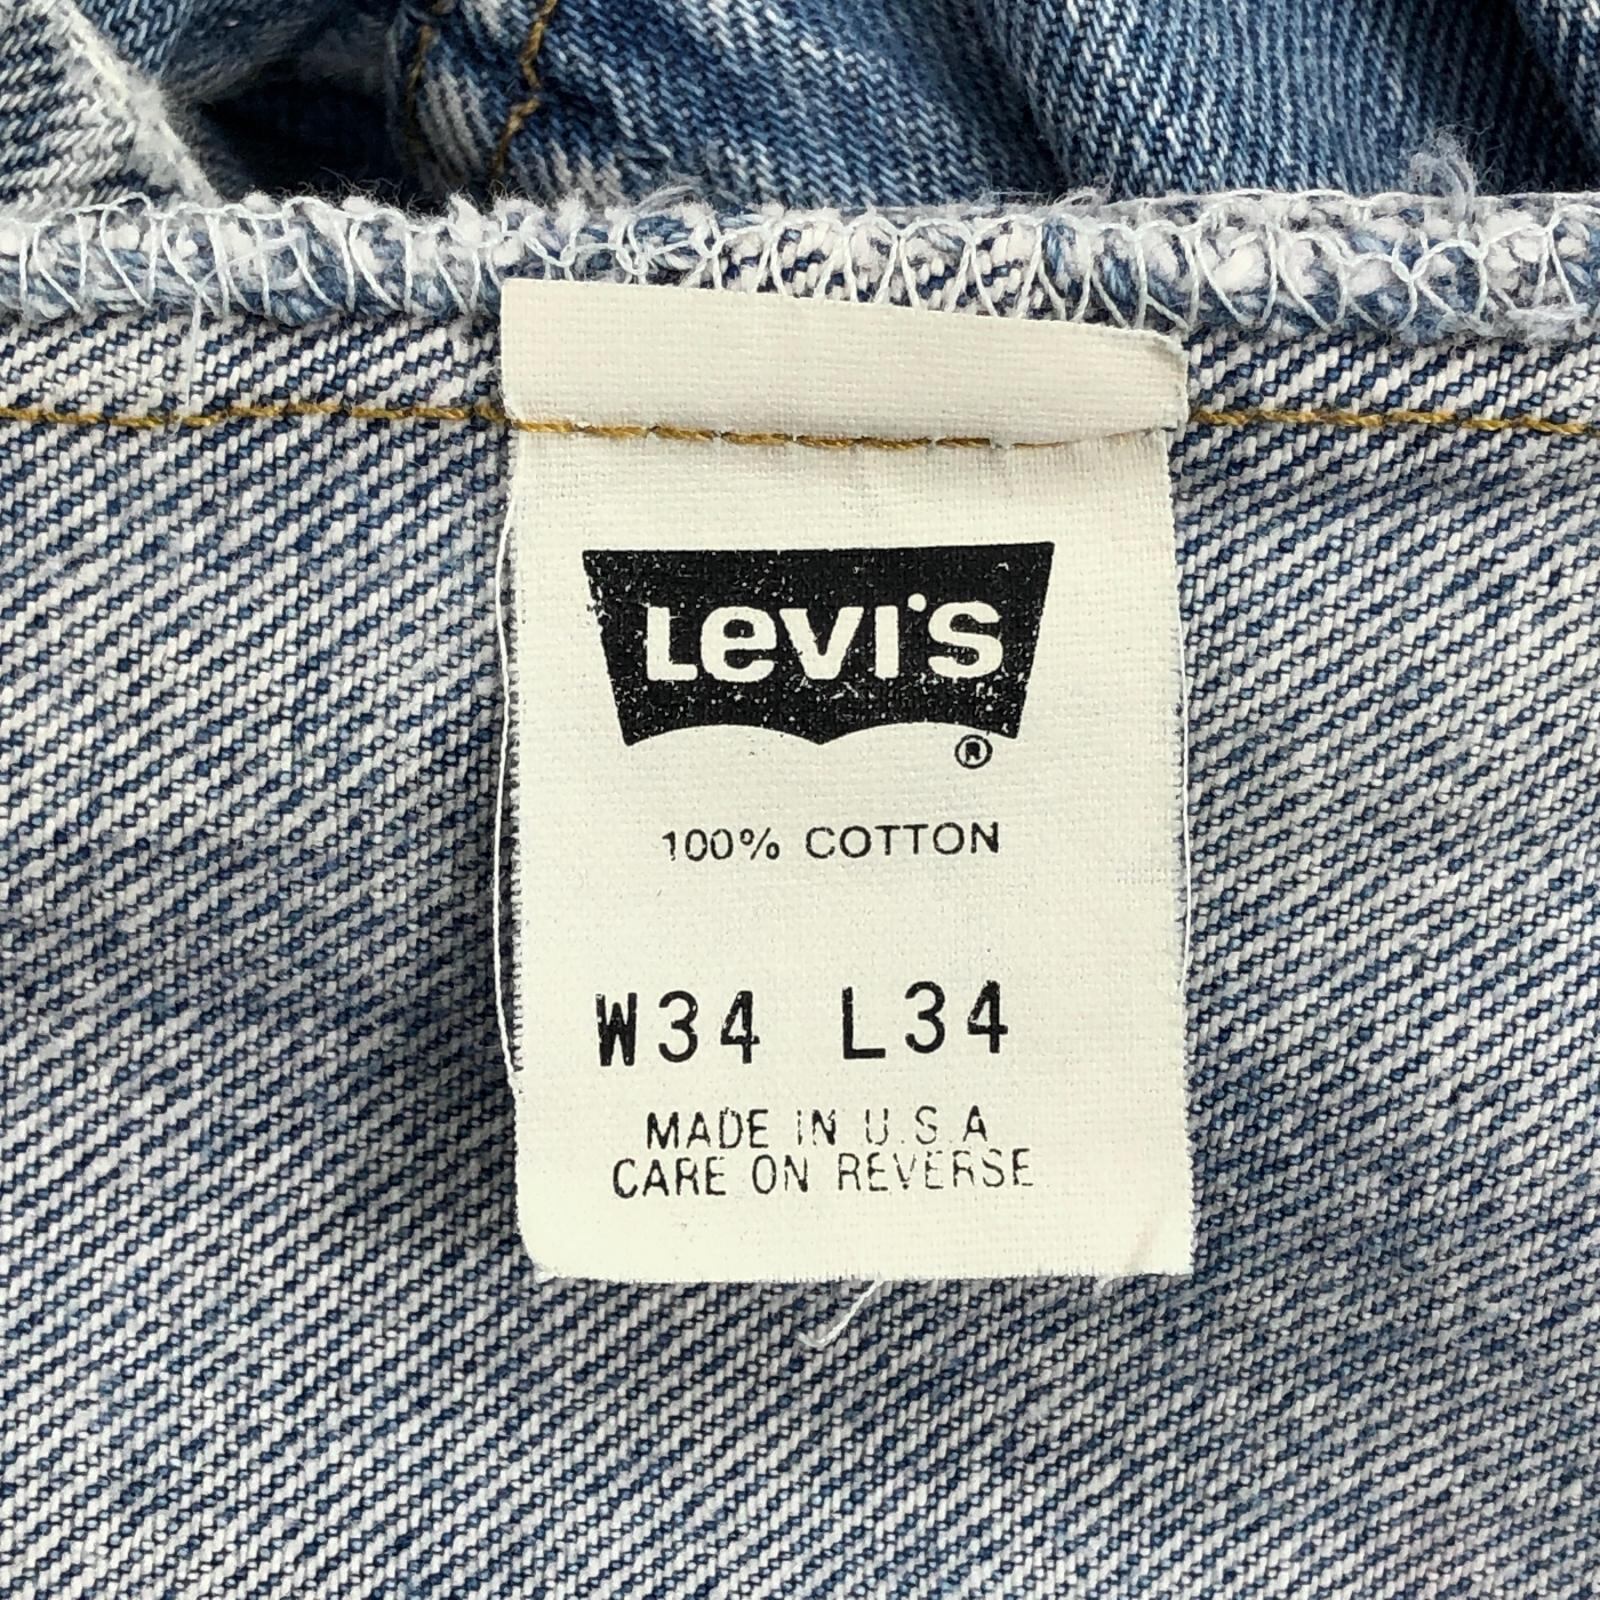 Levi's
®
100% COTTON
W34 L34
MADE IN U.S.A
CARE ON REVERSE